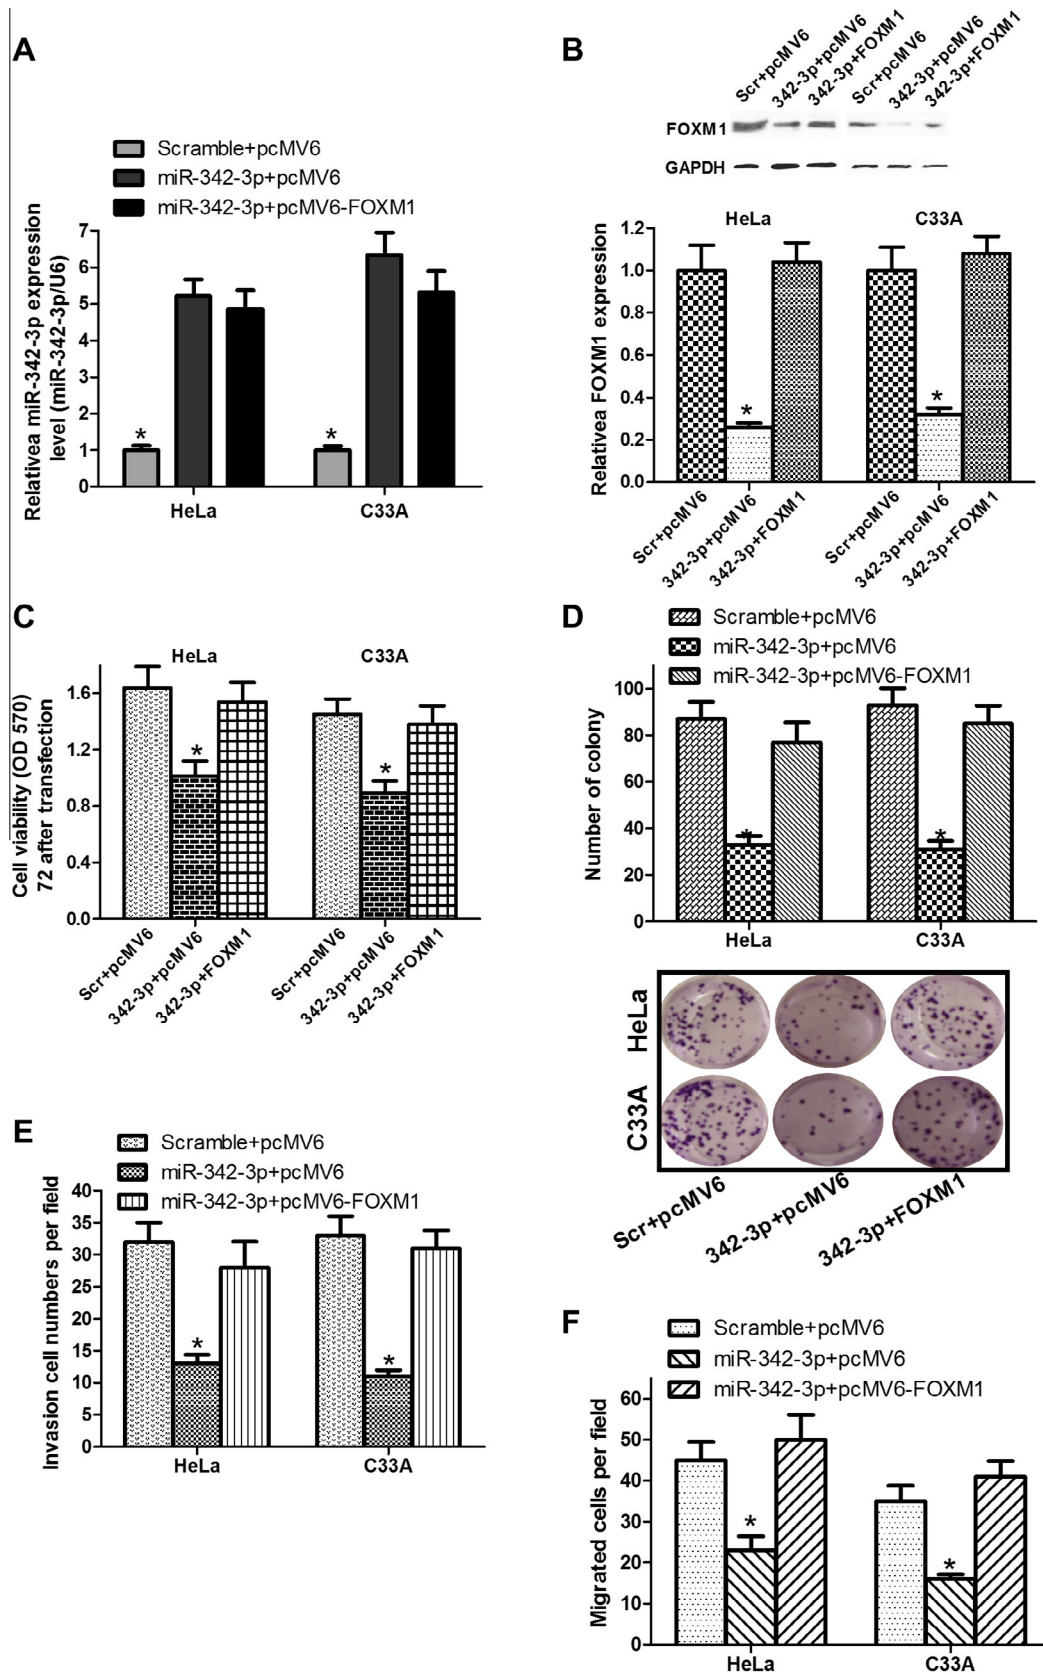 A
Scramble+pcMV6
miR-342-3p+pcMV6
miR-342-3p+pcMV6-FOXM1
Relativea miR-342-3p expression
level (miR-342-3p/U6)
7
6
5
4
3
2
1
0
*
*
HeLa
C33A
B
Scr+pcMV6
342-3p+pcMV6
342-3p+FOXM1
Scr+pcMV6
342-3p+pcMV6
342-3p+FOXM1
FOXM1
GAPDH
HeLa
C33A
Relativea FOXM1 expression
1.2
1.0
0.8
0.6
0.4
0.2
0.0
*
*
Scr+pcMV6
342-3p+pcMV6
342-3p+FOXM1
Scr+pcMV6
342-3p+pcMV6
342-3p+FOXM1
C
HeLa
C33A
Cell viability (OD 570)
72 after transfection
1.6
1.2
0.8
0.4
0.0
*
*
Scr+pcMV6
342-3p+pcMV6
342-3p+FOXM1
Scr+pcMV6
342-3p+pcMV6
342-3p+FOXM1
D
Scramble+pcMV6
miR-342-3p+pcMV6
miR-342-3p+pcMV6-FOXM1
Number of colony
100
80
60
40
20
0
*
*
HeLa
C33A
HeLa
C33A
Scr+pcMV6
342-3p+pcMV6
342-3p+FOXM1
E
Scramble+pcMV6
miR-342-3p+pcMV6
miR-342-3p+pcMV6-FOXM1
Invasion cell numbers per field
40
35
30
25
20
15
10
5
0
*
*
HeLa
C33A
F
Scramble+pcMV6
miR-342-3p+pcMV6
miR-342-3p+pcMV6-FOXM1
Migrated cells per field
60
50
40
30
20
10
0
*
*
HeLa
C33A